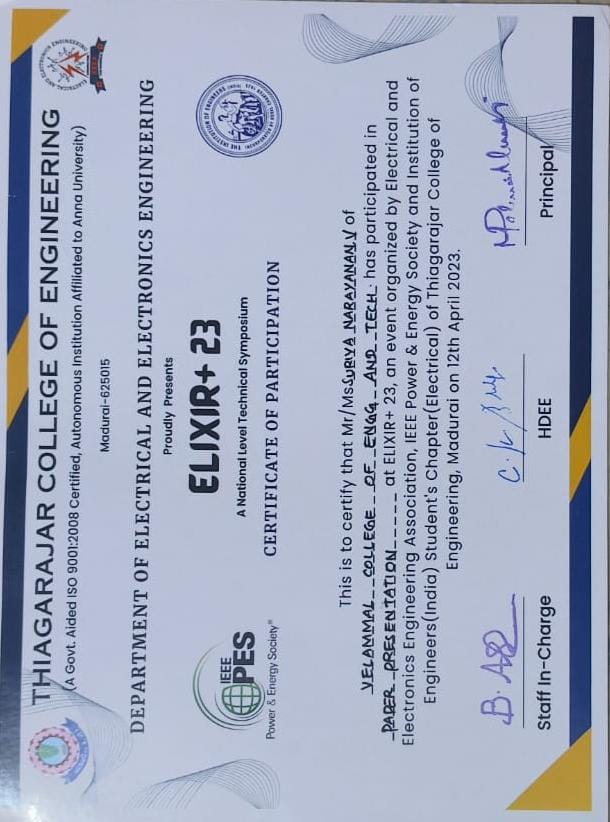 THIAGARAJAR COLLEGE OF ENGINEERING
(A Govt. Aided ISO 9001:2008 Certified, Autonomous Institution Affiliated to Anna University)
Madurai-625015
DEPARTMENT OF ELECTRICAL AND ELECTRONICS ENGINEERING
Proudly Presents
ELIXIR+ 23
IEEE
PES
Power & Energy Society®
A National Level Technical Symposium
CERTIFICATE OF PARTICIPATION
THE INSTITUTION OF ENGINEERS
This is to certify that Mr/Ms SURIYA NARAYANAN.V of
VELAMMAL COLLEGE OF ENGG AND TECH. has participated in
PAPER PRESENTATION at ELIXIR+ 23, an event organized by Electrical and
Electronics Engineering Association, IEEE Power & Energy Society and Institution of
Engineers(India) Student's Chapter(Electrical) of Thiagarajar College of
Engineering, Madurai on 12th April 2023.
Staff In-Charge
HDEE
Principal